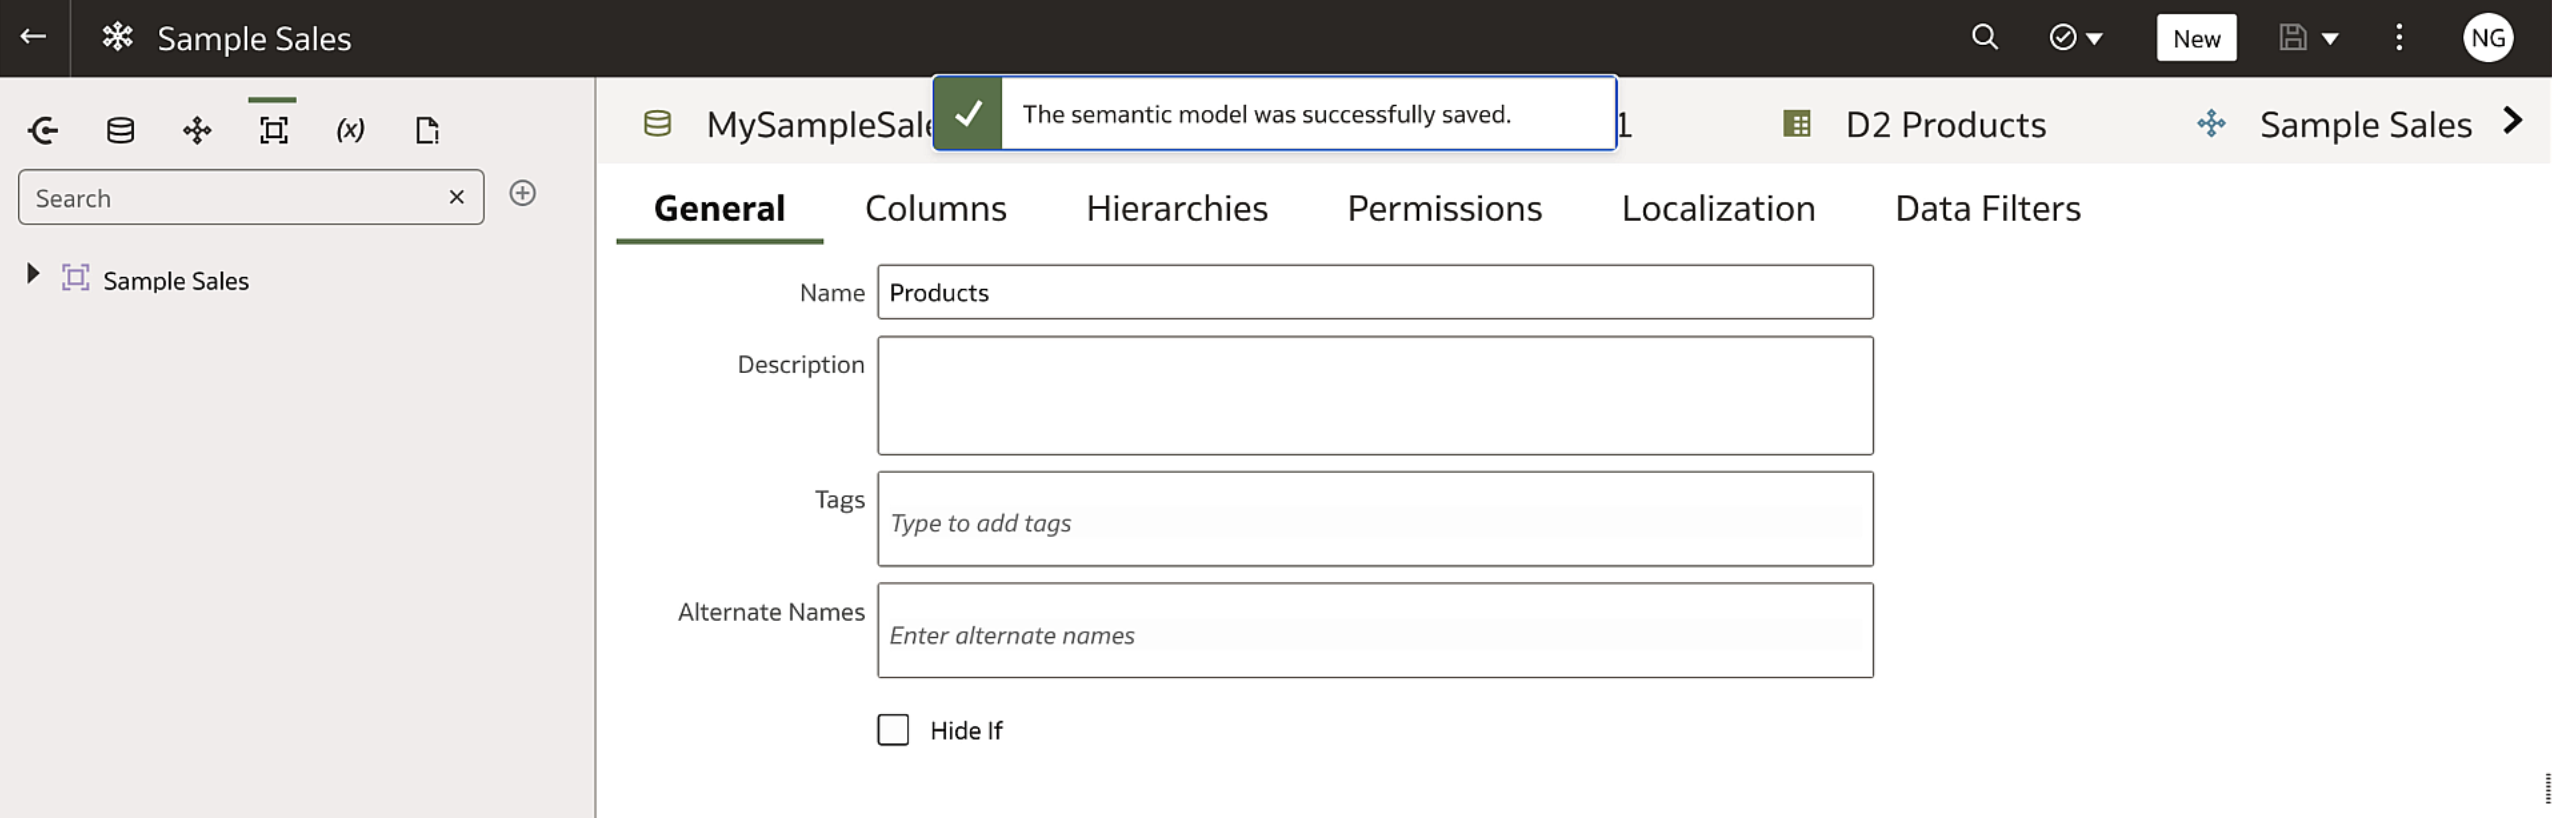 Sample Sales
New
NG
(x)
Search
Sample Sales
The semantic model was successfully saved.
D2 Products
Sample Sales
General
Columns
Hierarchies
Permissions
Localization
Data Filters
Name
Products
Description
Tags
Type to add tags
Alternate Names
Enter alternate names
Hide If